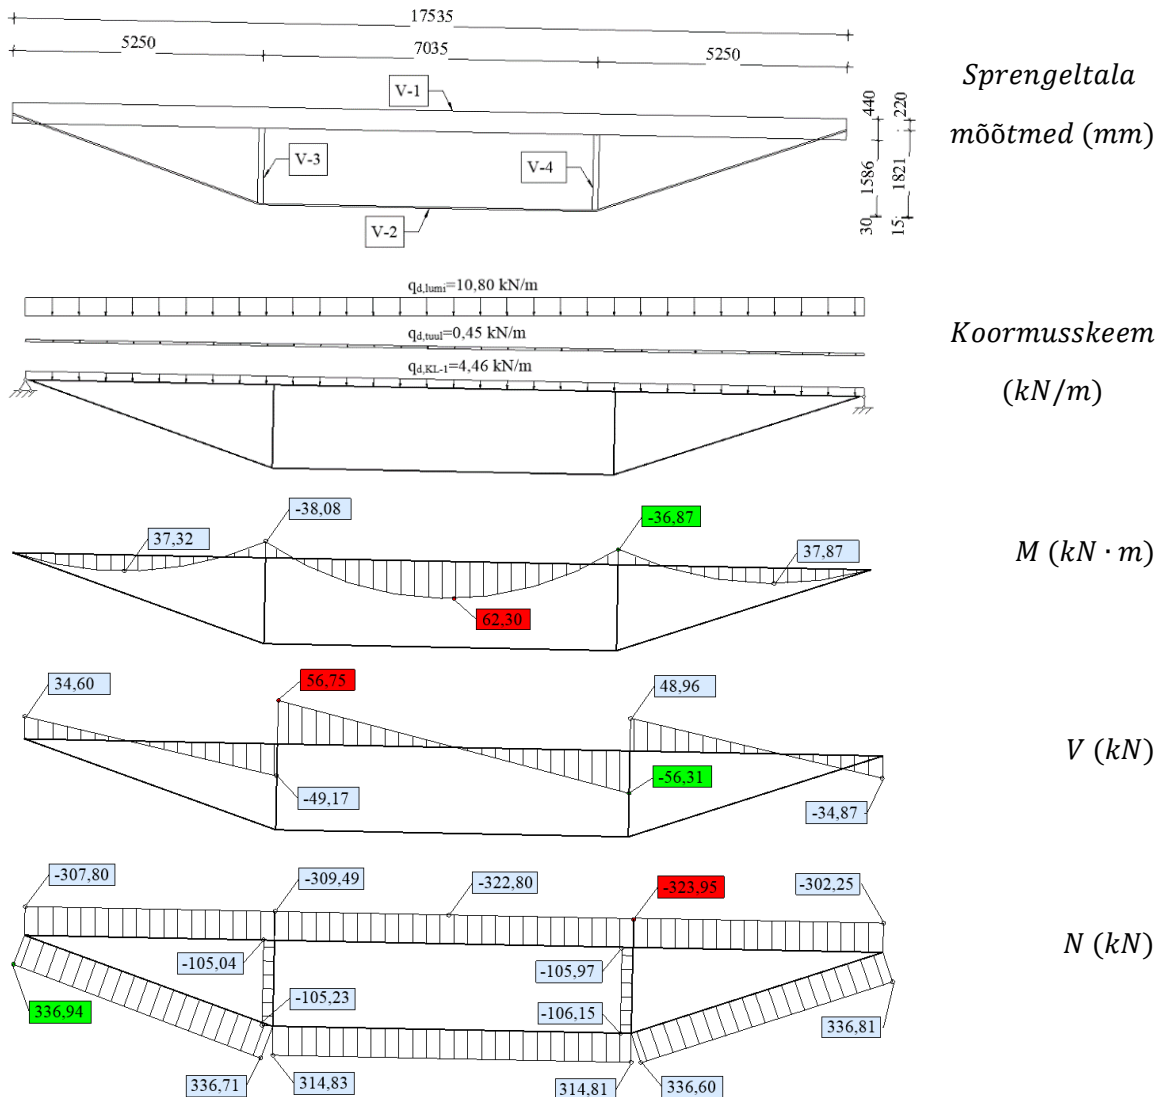 17535
5250
7035
5250
V-1
V-3
V-4
V-2
440
220
1586
1821
30
15
Sprengeltala
mõõtmed (mm)
q_d,lumi=10,80 kN/m
q_d,tuul=0,45 kN/m
q_d,KL-1=4,46 kN/m
Koormusskeem
(kN/m)
-38,08
-36,87
37,32
37,87
62,30
M (kN · m)
34,60
56,75
48,96
-49,17
-56,31
-34,87
V (kN)
-307,80
-309,49
-322,80
-323,95
-302,25
-105,04
-105,97
-105,23
-106,15
336,94
336,81
336,71
314,83
314,81
336,60
N (kN)